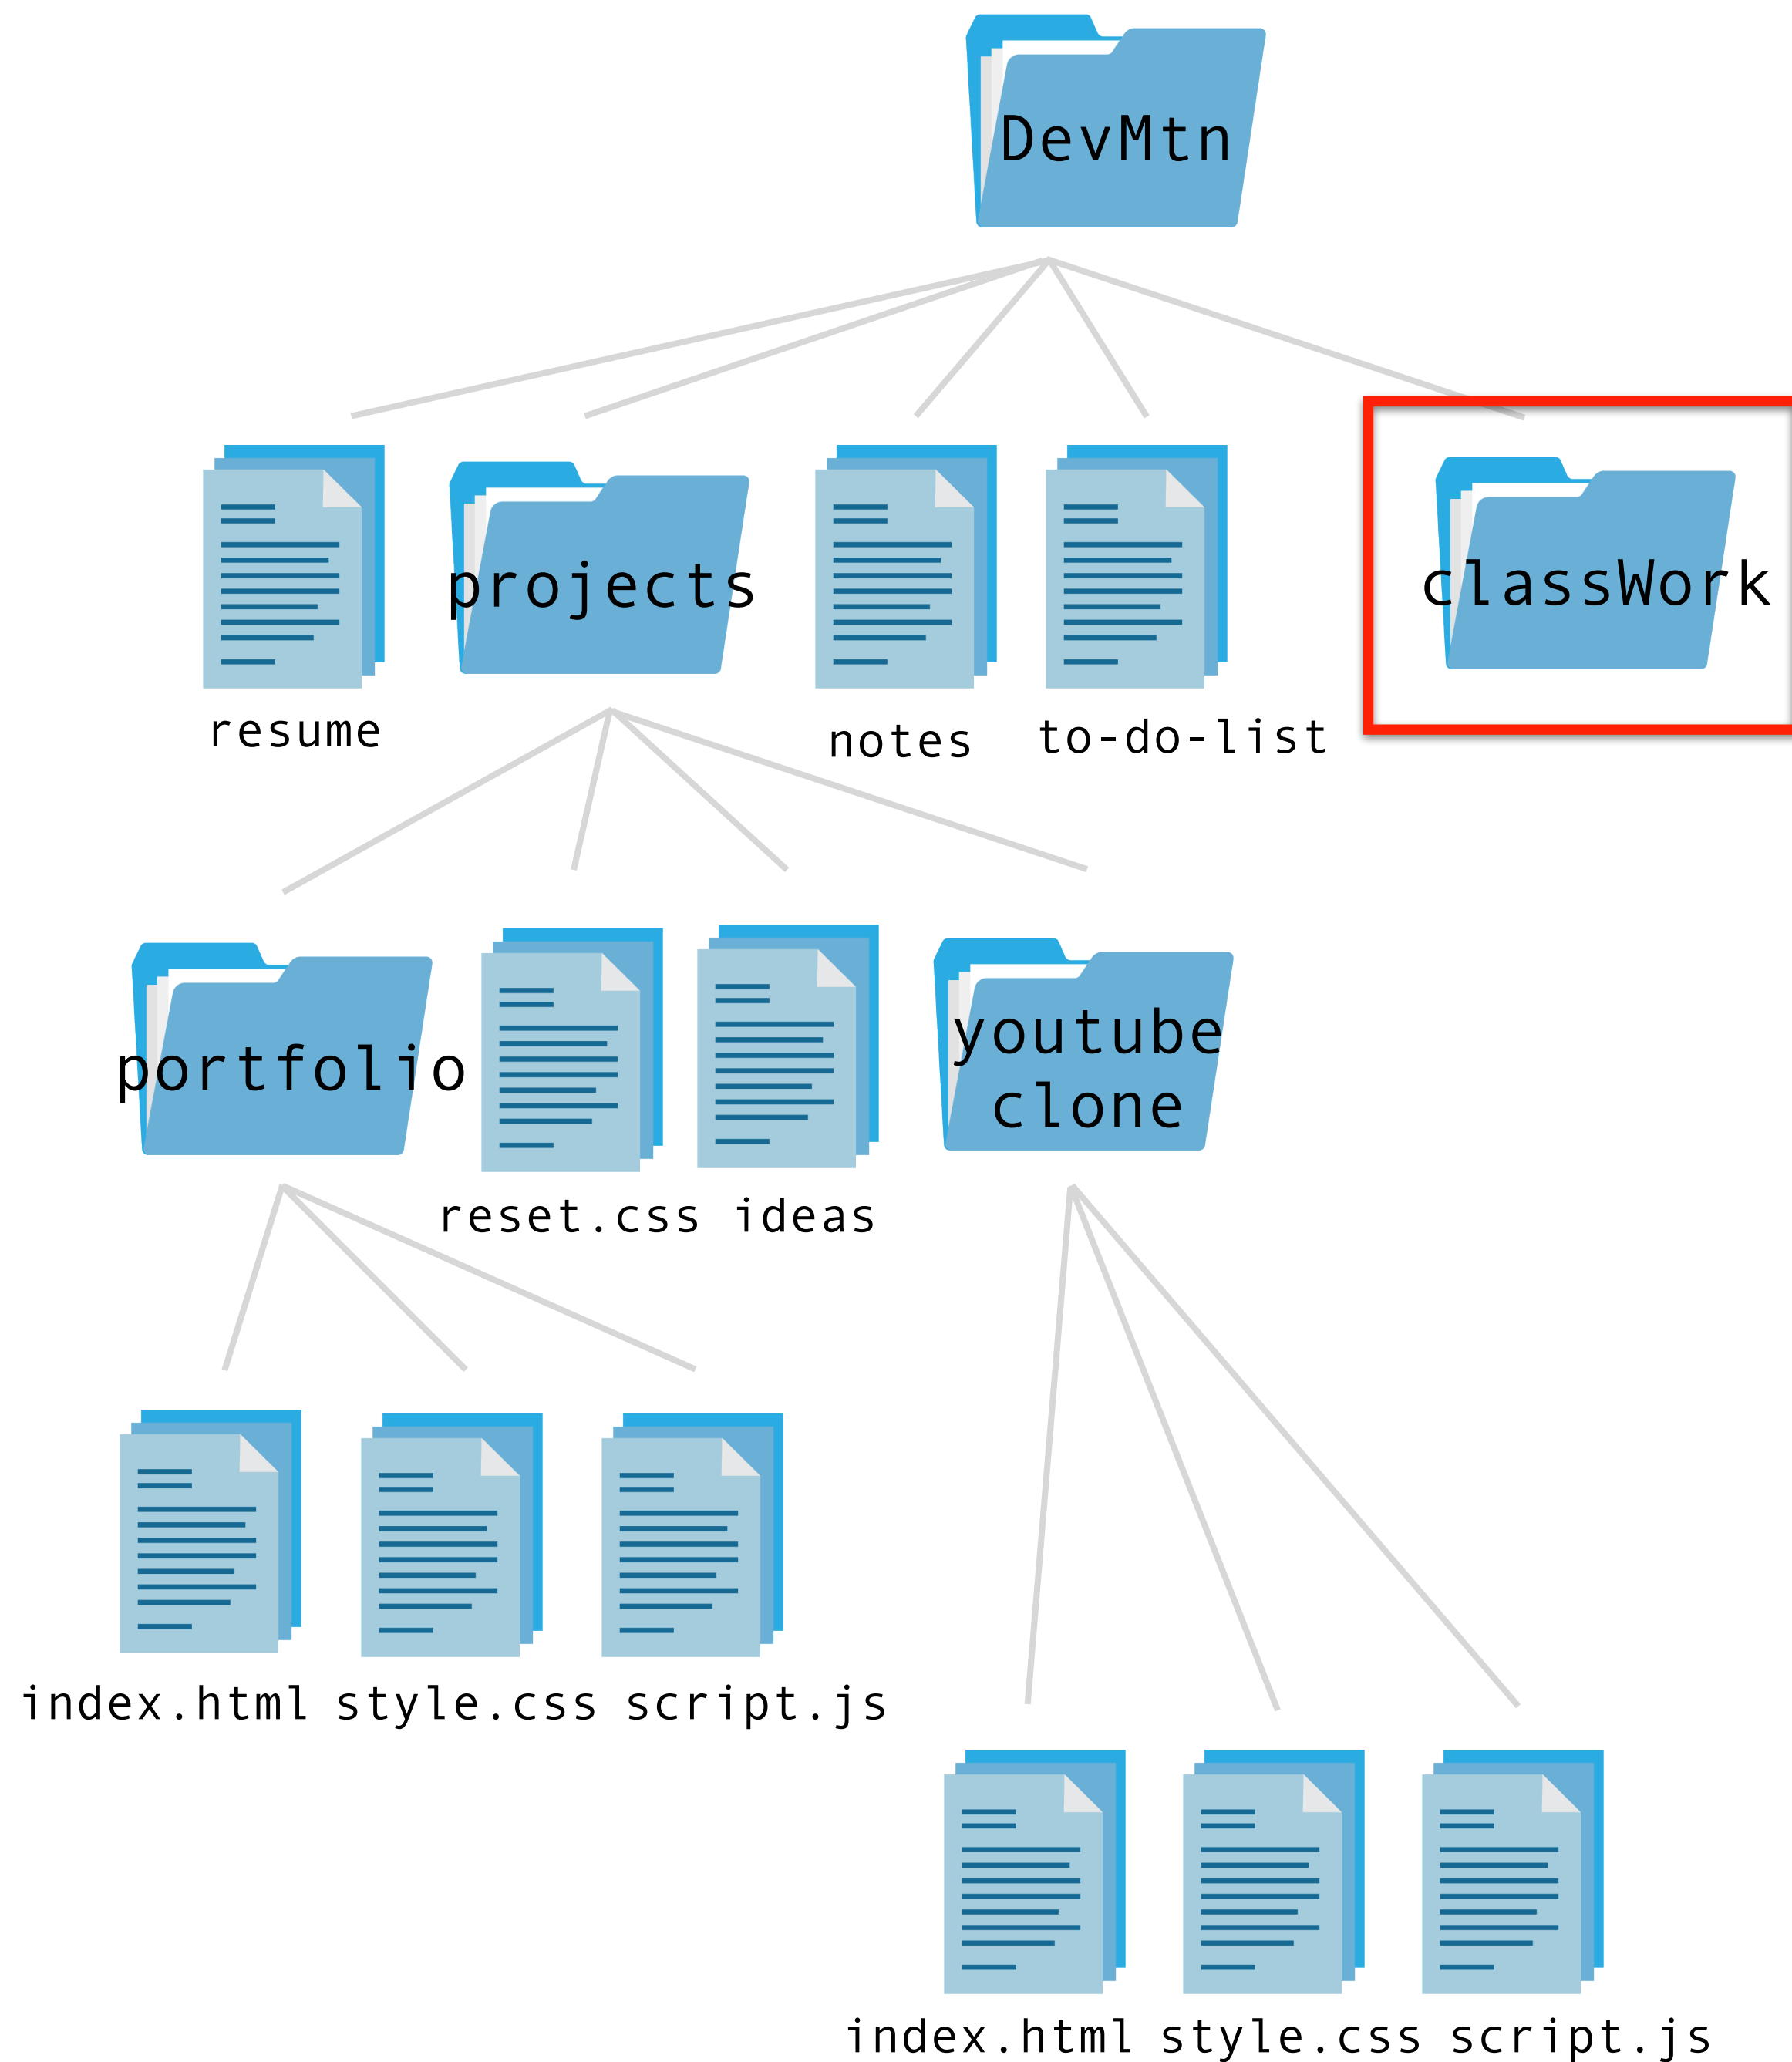 DevMtn
projects
classWork
resume
notes
to-do-list
portfolio
youtube
clone
reset.css
ideas
index.html
style.css
script.js
index.html
style.css
script.js